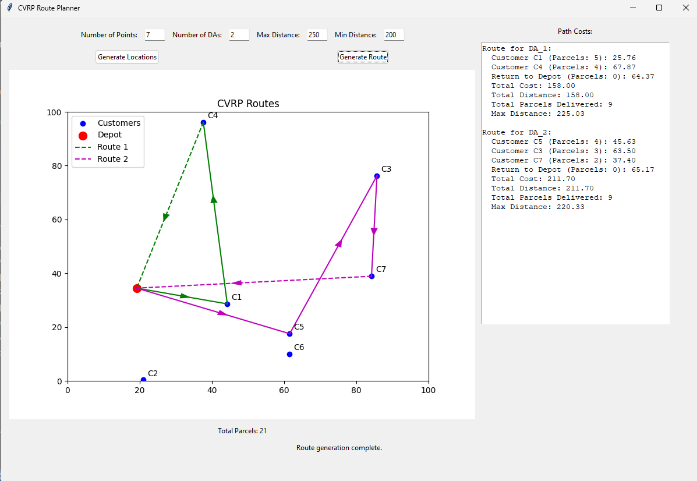 CVRP Route Planner
Number of Points: 7 Number of DAs: 2 Max Distance: 250 Min Distance: 200
Generate Locations Generate Route
CVRP Routes
Customers
Depot
Route 1
Route 2
100
80
60
40
20
0
0 20 40 60 80 100
C4
C3
C7
C1
C5
C6
C2
Total Parcels: 21
Route generation complete.
Path Costs:
Route for DA_1:
Customer C1 (Parcels: 5): 25.76
Customer C4 (Parcels: 4): 67.87
Return to Depot (Parcels: 0): 64.37
Total Cost: 158.00
Total Distance: 158.00
Total Parcels Delivered: 9
Max Distance: 225.03
Route for DA_2:
Customer C5 (Parcels: 4): 45.63
Customer C3 (Parcels: 3): 63.50
Customer C7 (Parcels: 2): 37.40
Return to Depot (Parcels: 0): 65.17
Total Cost: 211.70
Total Distance: 211.70
Total Parcels Delivered: 9
Max Distance: 220.33